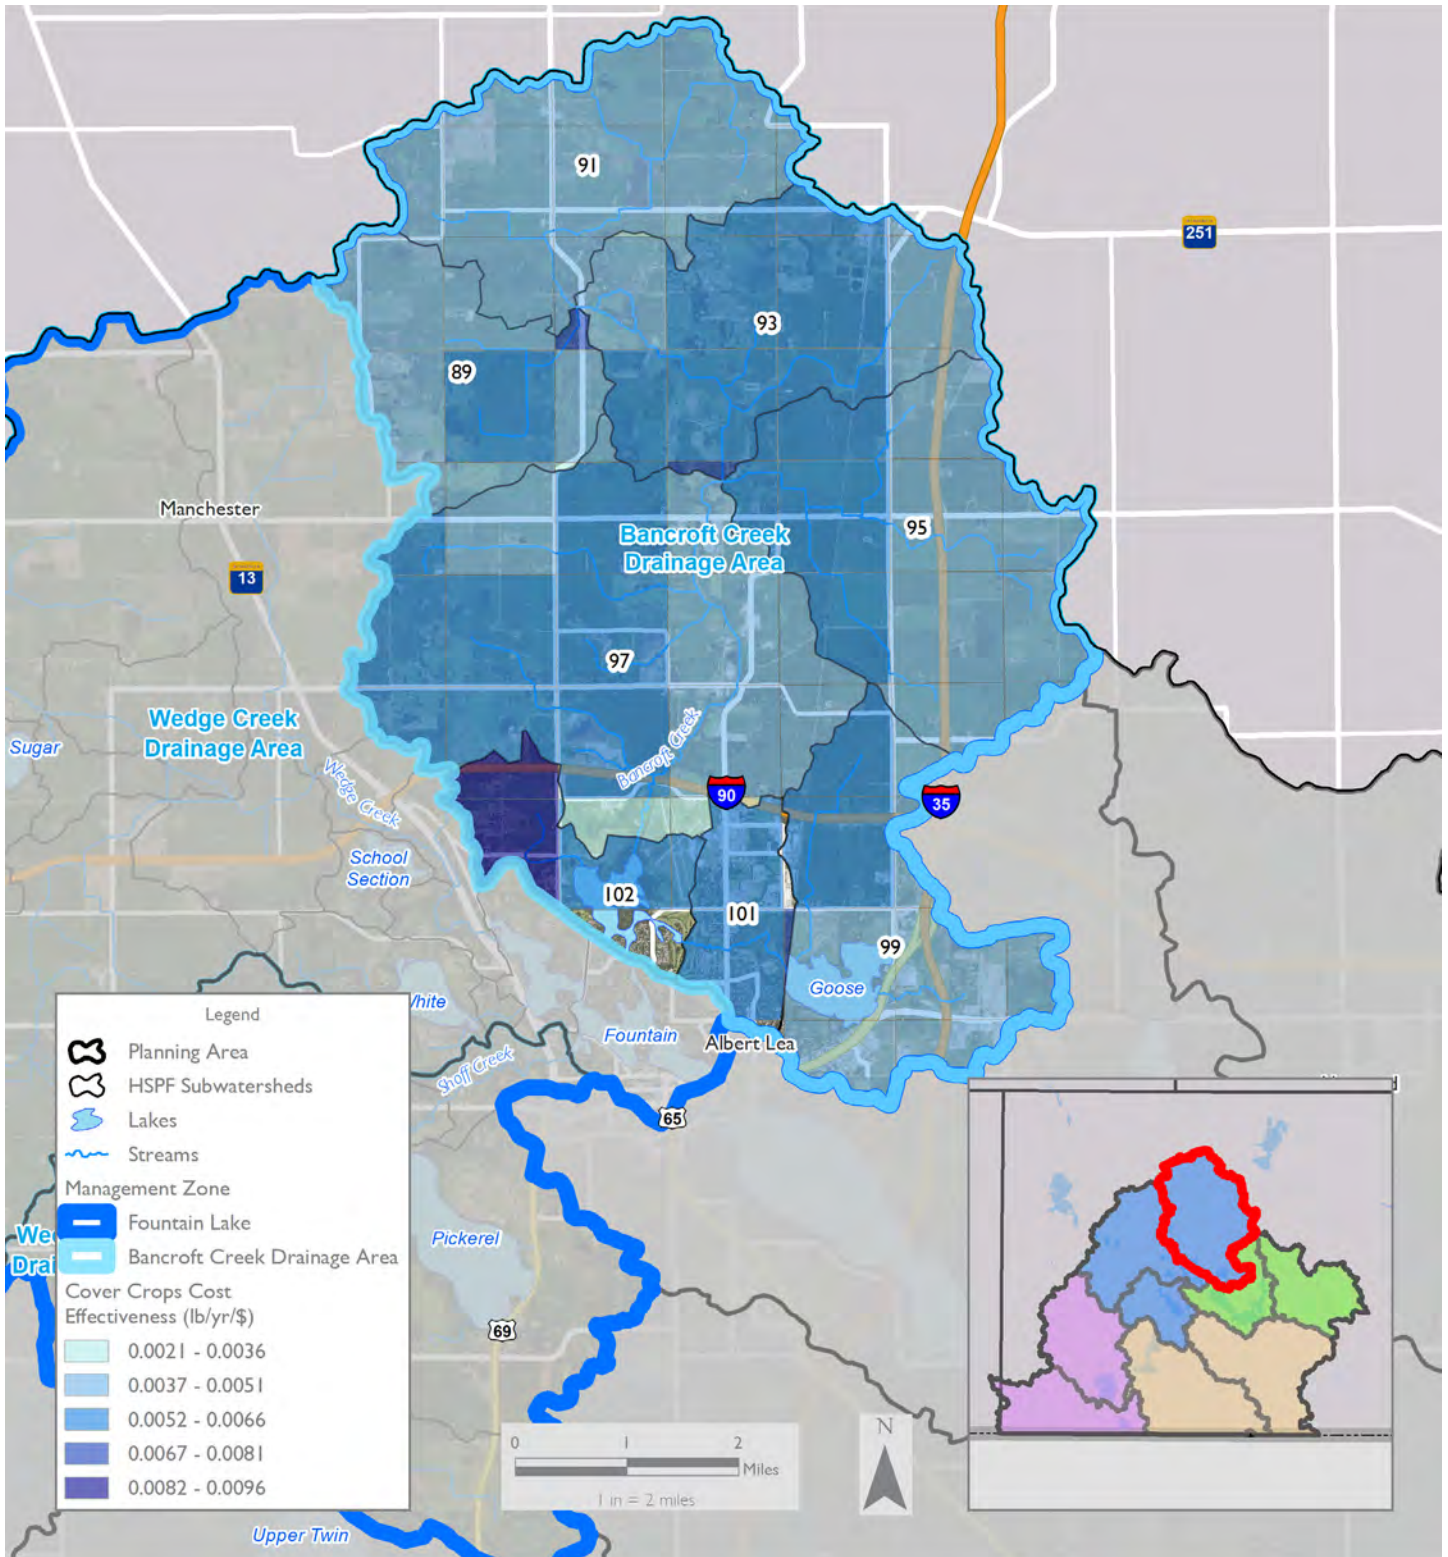 91
251
93
89
Manchester
Bancroft Creek
Drainage Area
95
13
97
Wedge Creek
Drainage Area
Sugar
Bancroft Creek
Wedge Creek
90
35
School
Section
102
101
99
Goose
White
Fountain
Albert Lea
Shoff Creek
65
Legend
Planning Area
HSPF Subwatersheds
Lakes
Streams
Management Zone
Fountain Lake
Bancroft Creek Drainage Area
Cover Crops Cost
Effectiveness (lb/yr/$)
0.0021 - 0.0036
0.0037 - 0.0051
0.0052 - 0.0066
0.0067 - 0.0081
0.0082 - 0.0096
Wed
Drai
Pickerel
69
Upper Twin
0 1 2
Miles
1 in = 2 miles
N